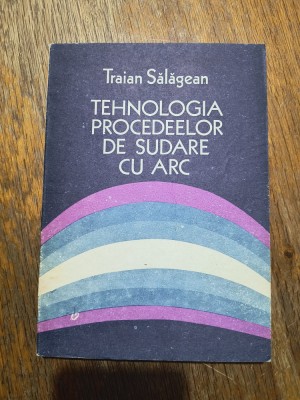 Traian Sălăgean
TEHNOLOGIA
PROCEDEELOR
DE SUDARE
CU ARC